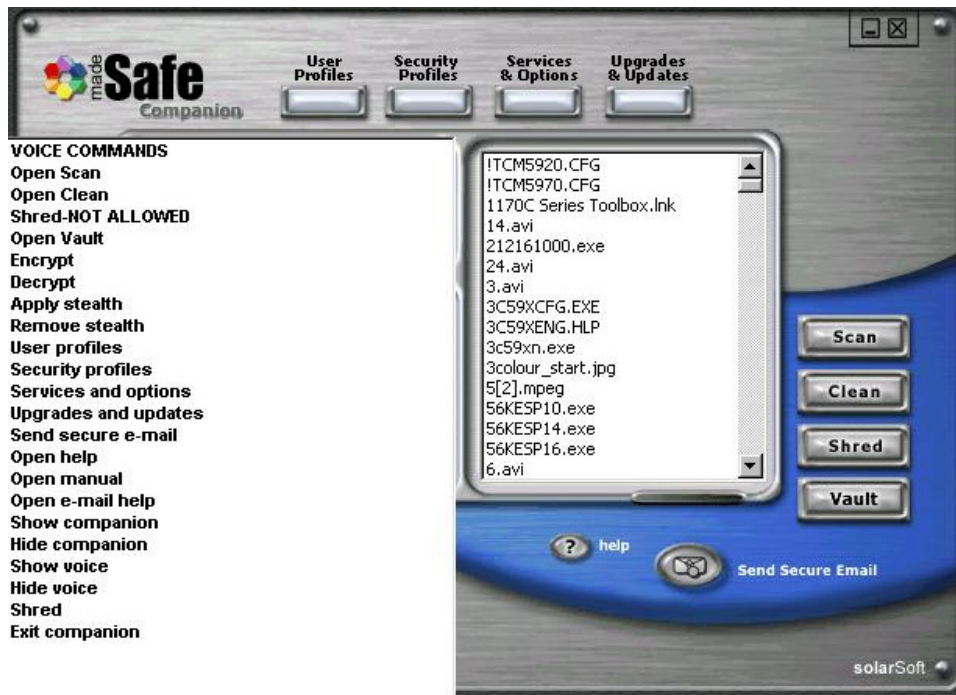 made
Safe
Companion
User
Profiles
Security
Profiles
Services
& Options
Upgrades
& Updates
VOICE COMMANDS
Open Scan
Open Clean
Shred-NOT ALLOWED
Open Vault
Encrypt
Decrypt
Apply stealth
Remove stealth
User profiles
Security profiles
Services and options
Upgrades and updates
Send secure e-mail
Open help
Open manual
Open e-mail help
Show companion
Hide companion
Show voice
Hide voice
Shred
Exit companion
!TCM5920.CFG
!TCM5970.CFG
1170C Series Toolbox.lnk
14.avi
212161000.exe
24.avi
3.avi
3C59XCFG.EXE
3C59XENG.HLP
3c59xn.exe
3colour_start.jpg
5[2].mpeg
56KESP10.exe
56KESP14.exe
56KESP16.exe
6.avi
Scan
Clean
Shred
Vault
? help
Send Secure Email
solarSoft